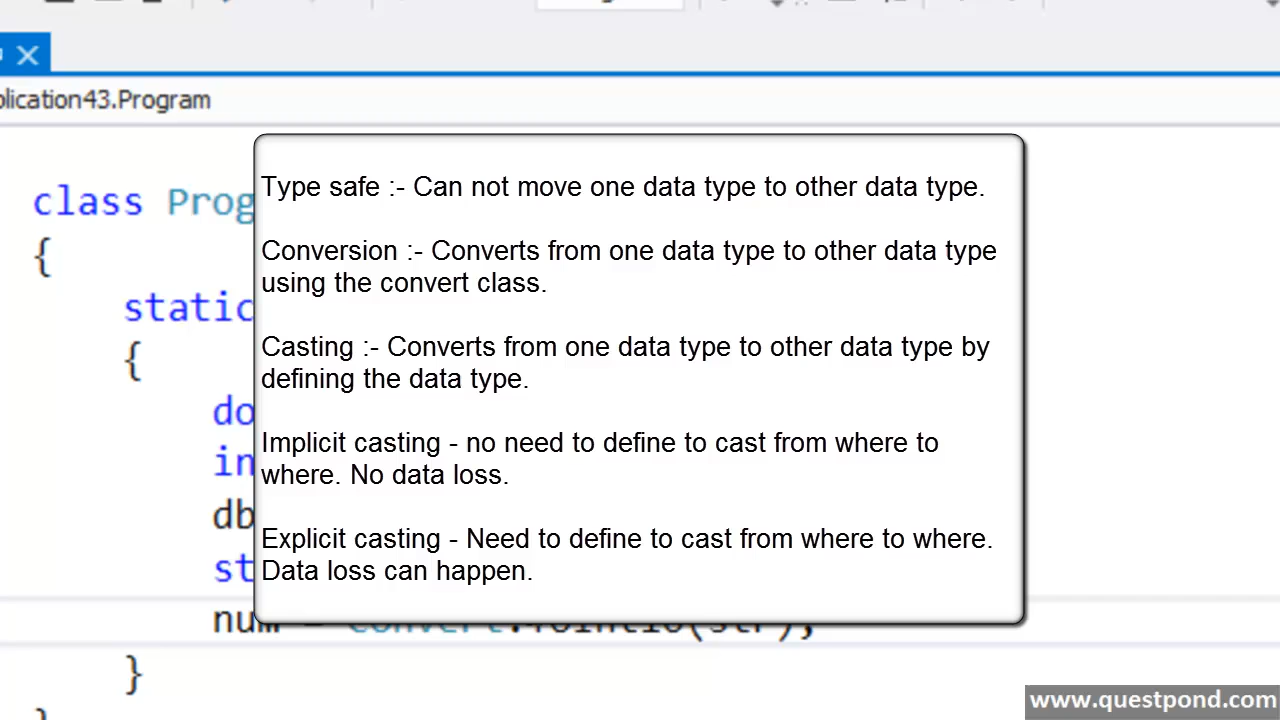 plication43.Program
class Prog
{
static
{
do
in
db
st
num = Convert.ToInt16(str);
}
Type safe :- Can not move one data type to other data type.
Conversion :- Converts from one data type to other data type
using the convert class.
Casting :- Converts from one data type to other data type by
defining the data type.
Implicit casting - no need to define to cast from where to
where. No data loss.
Explicit casting - Need to define to cast from where to where.
Data loss can happen.
www.questpond.com